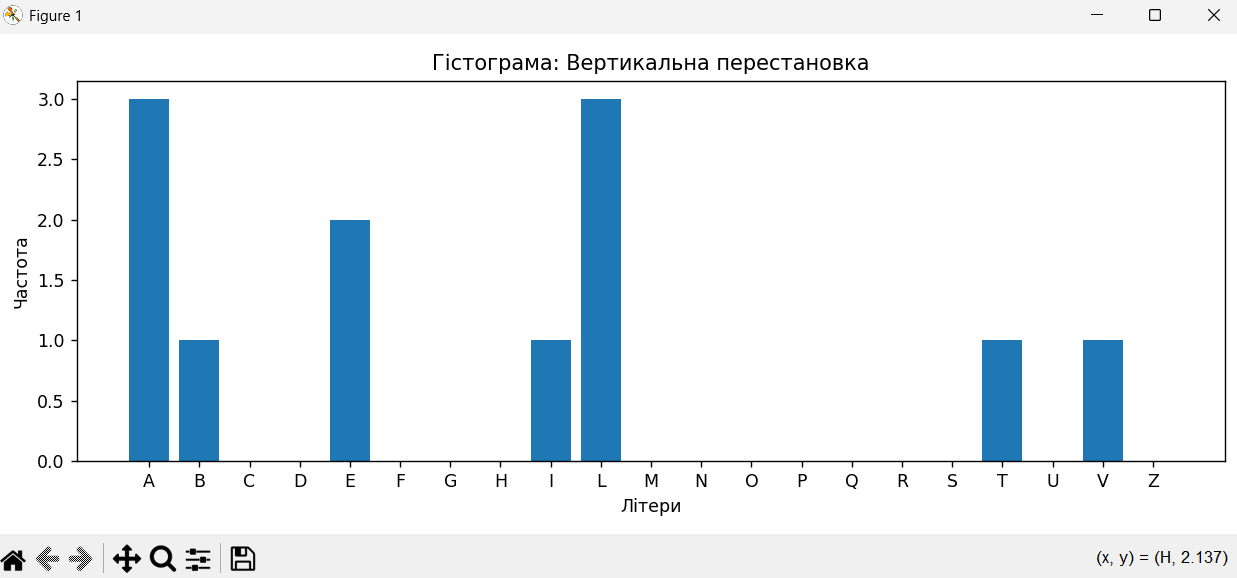 Figure 1
Гістограма: Вертикальна перестановка
3.0
2.5
2.0
1.5
1.0
0.5
0.0
Частота
A B C D E F G H I L M N O P Q R S T U V Z
Літери
(x, y) = (H, 2.137)